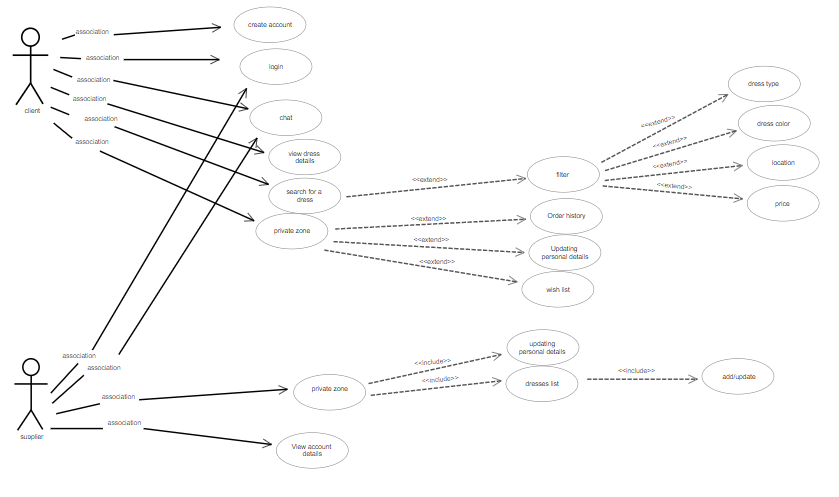 create account
association
association
login
association
client
association
chat
association
association
view dress
details
search for a
dress
private zone
<<extend>>
filter
<<extend>>
dress type
<<extend>>
dress color
<<extend>>
location
<<extend>>
price
<<extend>>
Order history
<<extend>>
Updating
personal details
<<extend>>
wish list
association
association
association
association
supplier
private zone
<<include>>
updating
personal details
<<include>>
dresses list
<<include>>
add/update
View account
details